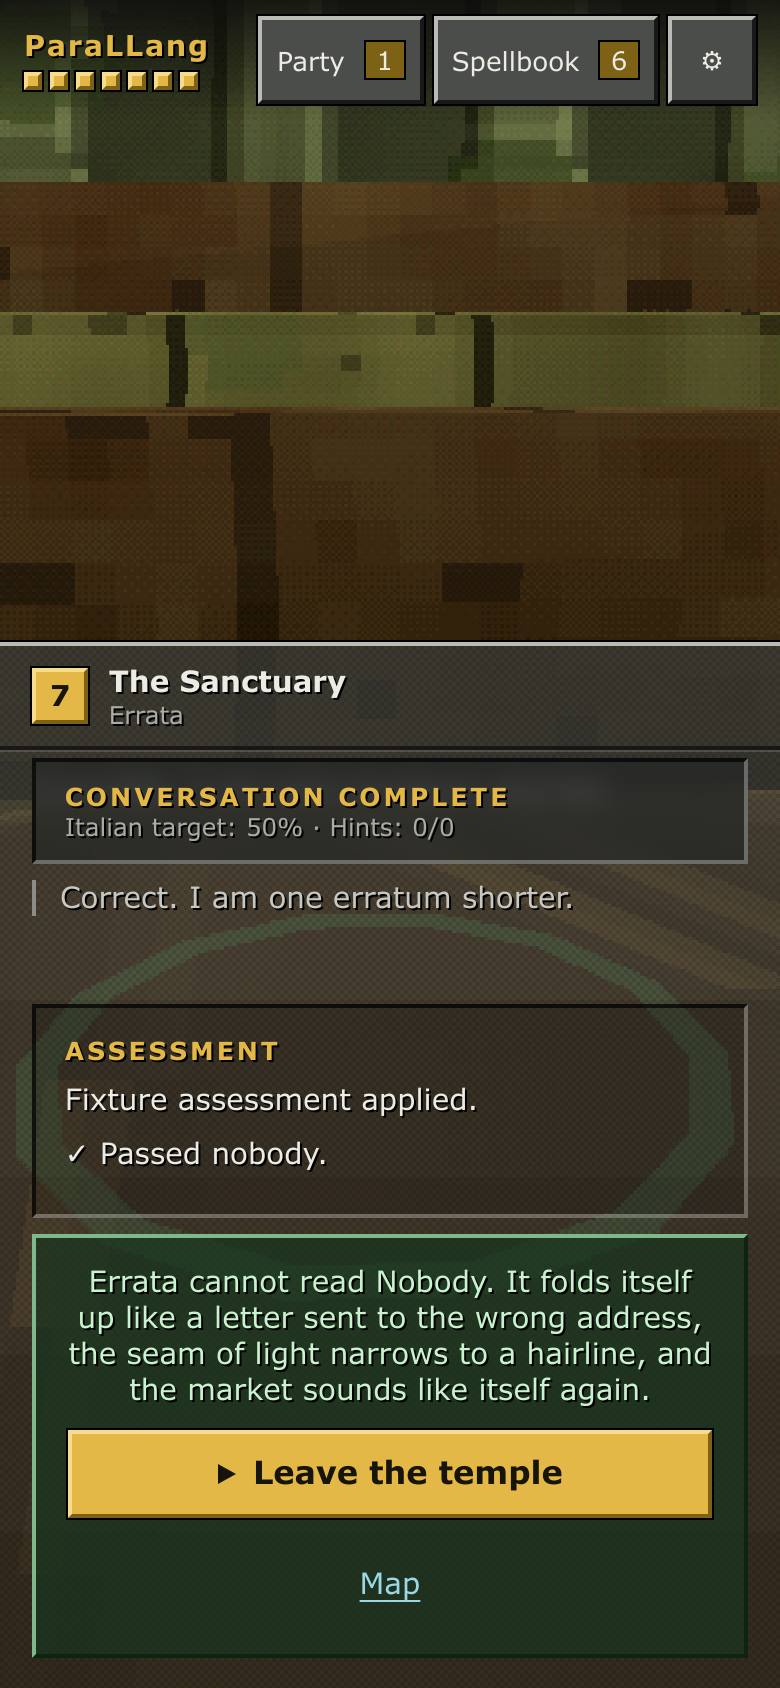 ParaLLang
Party 1
Spellbook 6
⚙
7
The Sanctuary
Errata
CONVERSATION COMPLETE
Italian target: 50% · Hints: 0/0
Correct. I am one erratum shorter.
ASSESSMENT
Fixture assessment applied.
✓ Passed nobody.
Errata cannot read Nobody. It folds itself
up like a letter sent to the wrong address,
the seam of light narrows to a hairline, and
the market sounds like itself again.
▶ Leave the temple
Map